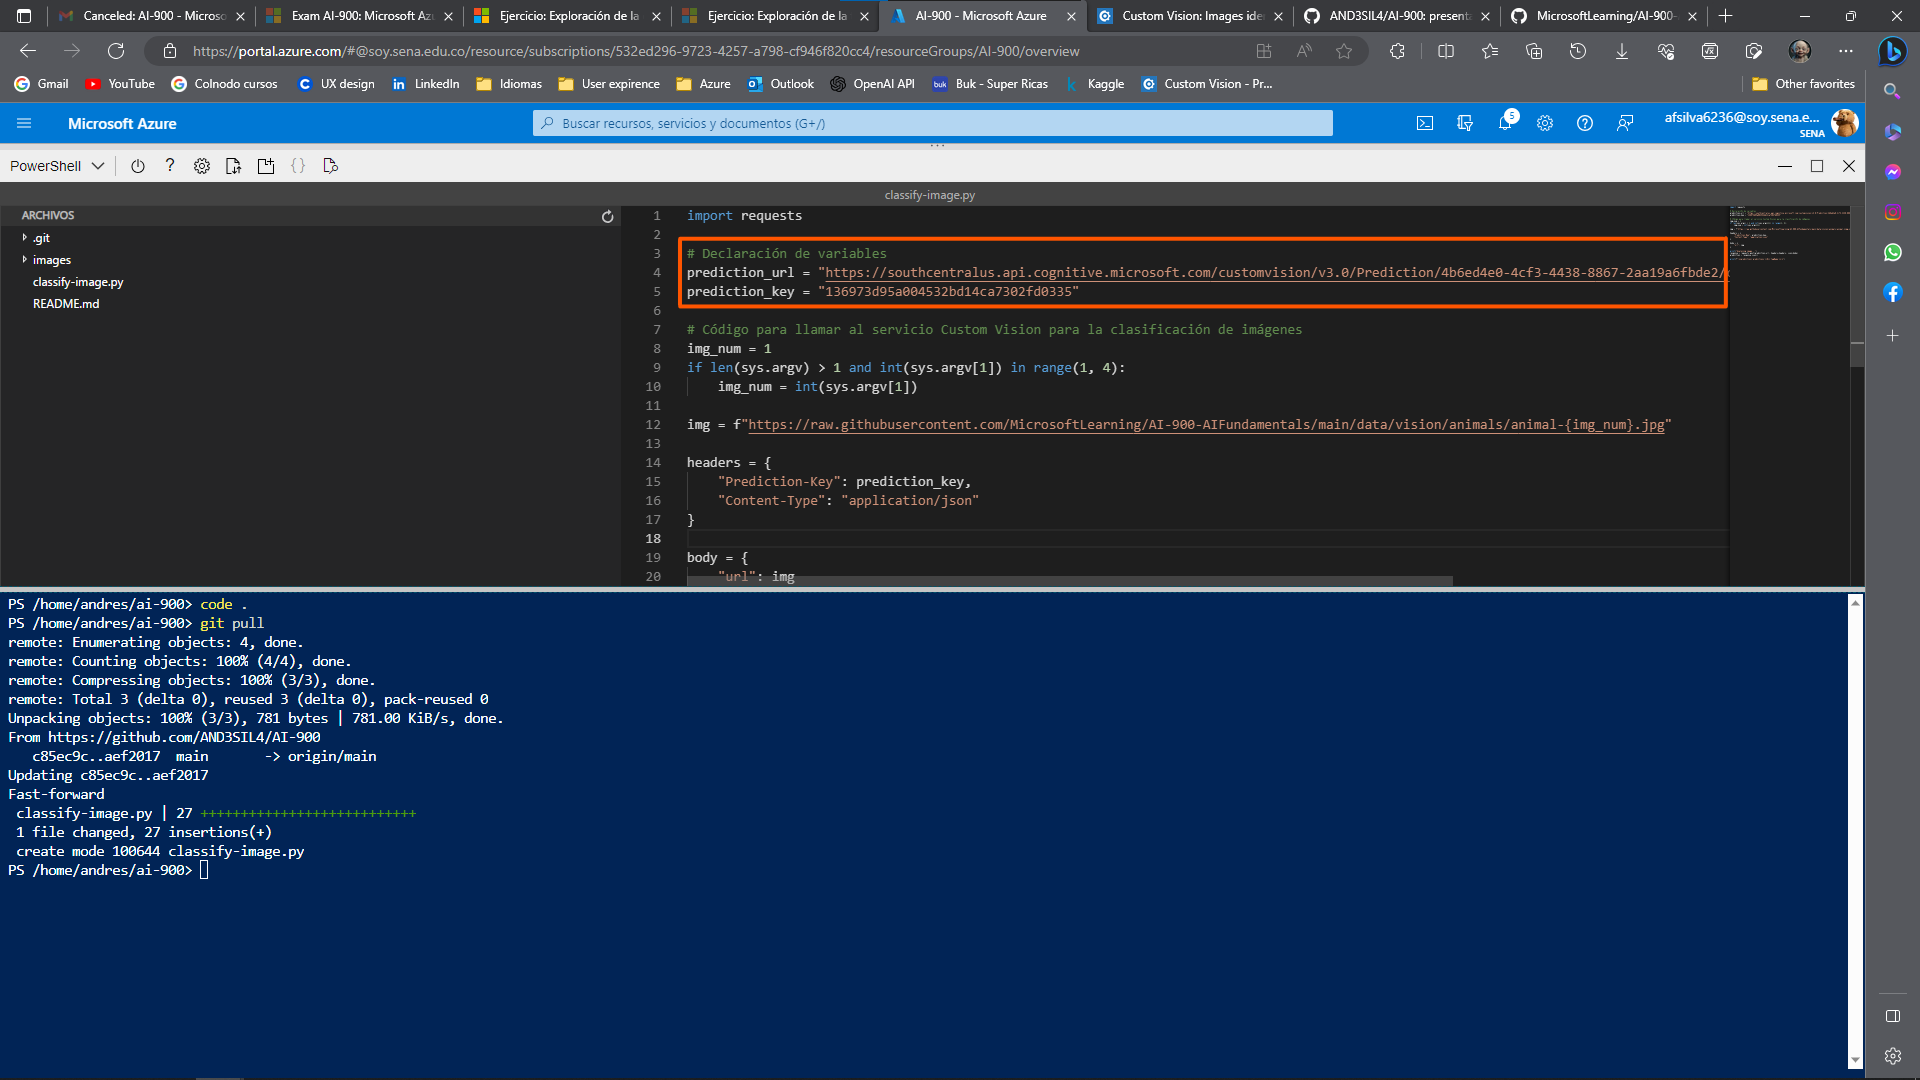 Canceled: AI-900 - Microso
Exam AI-900: Microsoft Az
Ejercicio: Exploración de la
Ejercicio: Exploración de la
AI-900 - Microsoft Azure
Custom Vision: Images ide
AND3SIL4/AI-900: present
MicrosoftLearning/AI-900-
https://portal.azure.com/#@soy.sena.edu.co/resource/subscriptions/532ed296-9723-4257-a798-cf946f820cc4/resourceGroups/AI-900/overview
Gmail
YouTube
Colnodo cursos
UX design
LinkedIn
Idiomas
User expirence
Azure
Outlook
OpenAI API
buk
Buk - Super Ricas
Kaggle
Custom Vision - Pr...
Other favorites
Microsoft Azure
Buscar recursos, servicios y documentos (G+/)
5
afsilva6236@soy.sena.e...
SENA
PowerShell
classify-image.py
ARCHIVOS
.git
images
classify-image.py
README.md
1 import requests
2
3 # Declaración de variables
4 prediction_url = "https://southcentralus.api.cognitive.microsoft.com/customvision/v3.0/Prediction/4b6ed4e0-4cf3-4438-8867-2aa19a6fbde2/
5 prediction_key = "136973d95a004532bd14ca7302fd0335"
6
7 # Código para llamar al servicio Custom Vision para la clasificación de imágenes
8 img_num = 1
9 if len(sys.argv) > 1 and int(sys.argv[1]) in range(1, 4):
10 img_num = int(sys.argv[1])
11
12 img = f"https://raw.githubusercontent.com/MicrosoftLearning/AI-900-AIFundamentals/main/data/vision/animals/animal-{img_num}.jpg"
13
14 headers = {
15 "Prediction-Key": prediction_key,
16 "Content-Type": "application/json"
17 }
18
19 body = {
20 "url": img
PS /home/andres/ai-900> code .
PS /home/andres/ai-900> git pull
remote: Enumerating objects: 4, done.
remote: Counting objects: 100% (4/4), done.
remote: Compressing objects: 100% (3/3), done.
remote: Total 3 (delta 0), reused 3 (delta 0), pack-reused 0
Unpacking objects: 100% (3/3), 781 bytes | 781.00 KiB/s, done.
From https://github.com/AND3SIL4/AI-900
c85ec9c..aef2017 main -> origin/main
Updating c85ec9c..aef2017
Fast-forward
classify-image.py | 27 +++++++++++++++++++++++++++
1 file changed, 27 insertions(+)
create mode 100644 classify-image.py
PS /home/andres/ai-900>